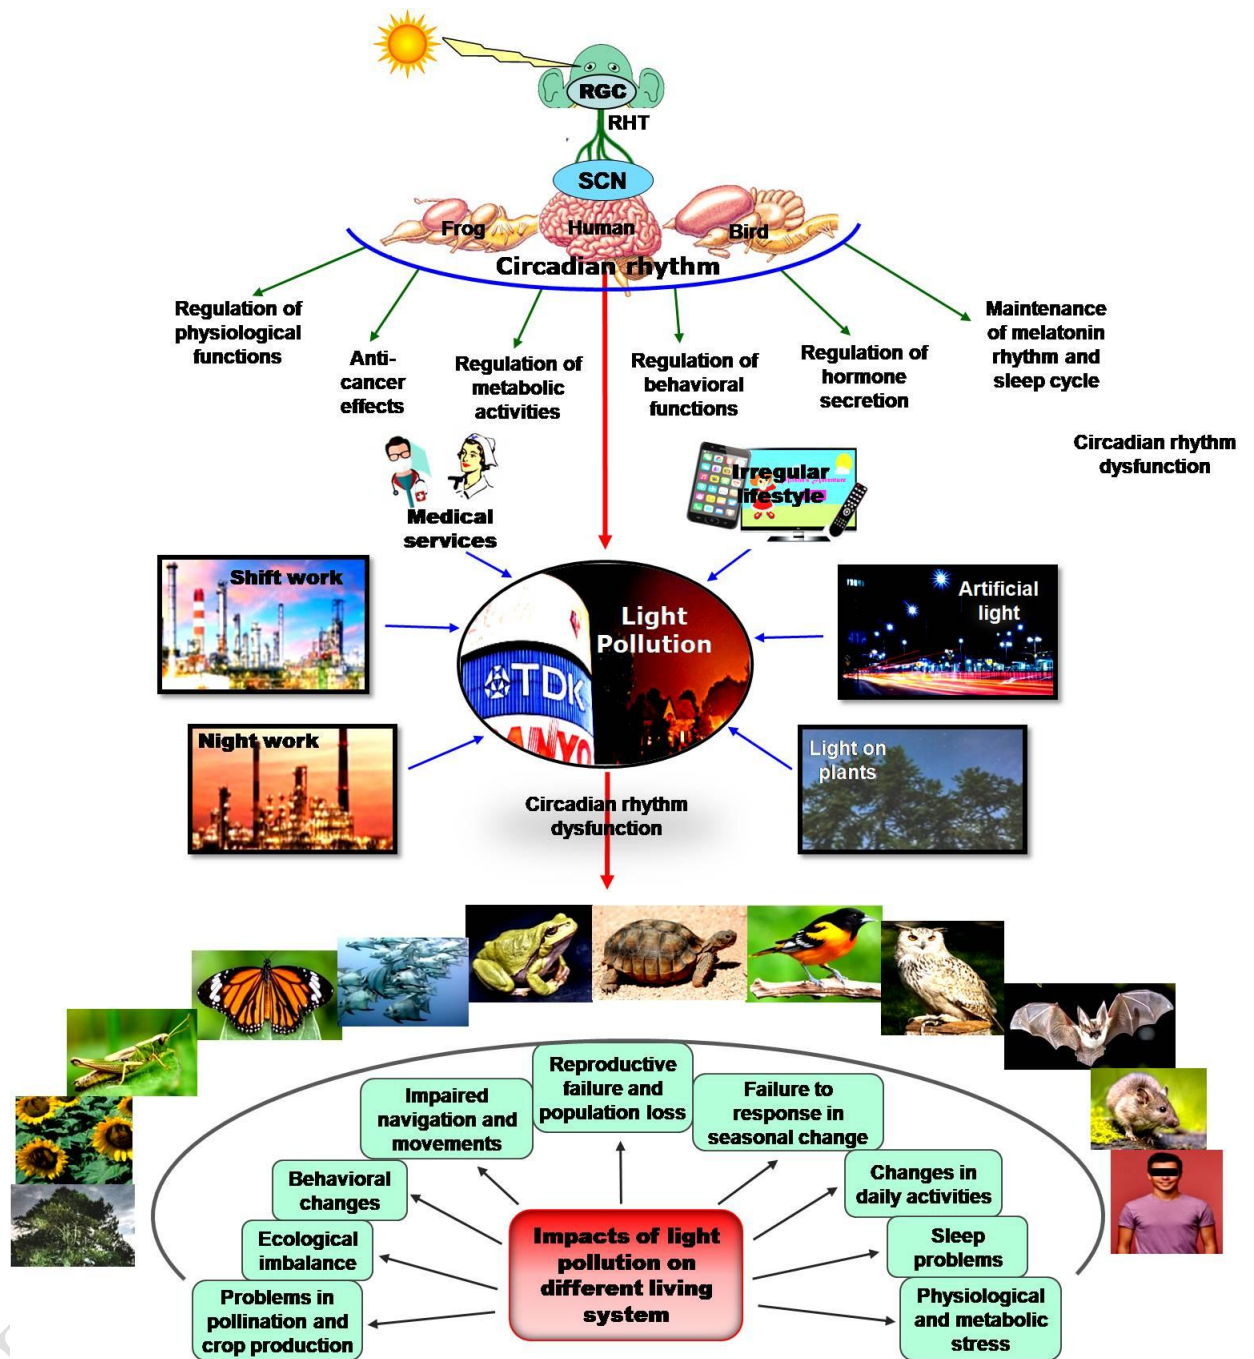 RGC
RHT
SCN
Frog
Human
Bird
Circadian rhythm
Regulation of
physiological
functions
Anti-
cancer
effects
Regulation of
metabolic
activities
Regulation of
behavioral
functions
Regulation of
hormone
secretion
Maintenance
of melatonin
rhythm and
sleep cycle
Circadian rhythm
dysfunction
Medical
services
Irregular
lifestyle
Shift work
Light
Pollution
TDK
ANYO
Artificial
light
Night work
Light on
plants
Circadian rhythm
dysfunction
Reproductive
failure and
population loss
Impaired
navigation and
movements
Failure to
response in
seasonal change
Behavioral
changes
Changes in
daily activities
Ecological
imbalance
Sleep
problems
Problems in
pollination and
crop production
Physiological
and metabolic
stress
Impacts of light
pollution on
different living
system